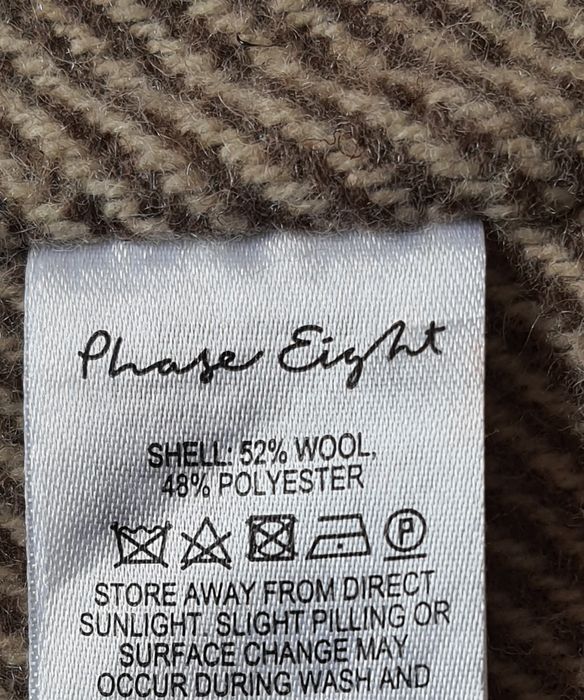 Phase Eight
SHELL: 52% WOOL,
48% POLYESTER
P
STORE AWAY FROM DIRECT
SUNLIGHT. SLIGHT PILLING OR
SURFACE CHANGE MAY
OCCUR DURING WASH AND